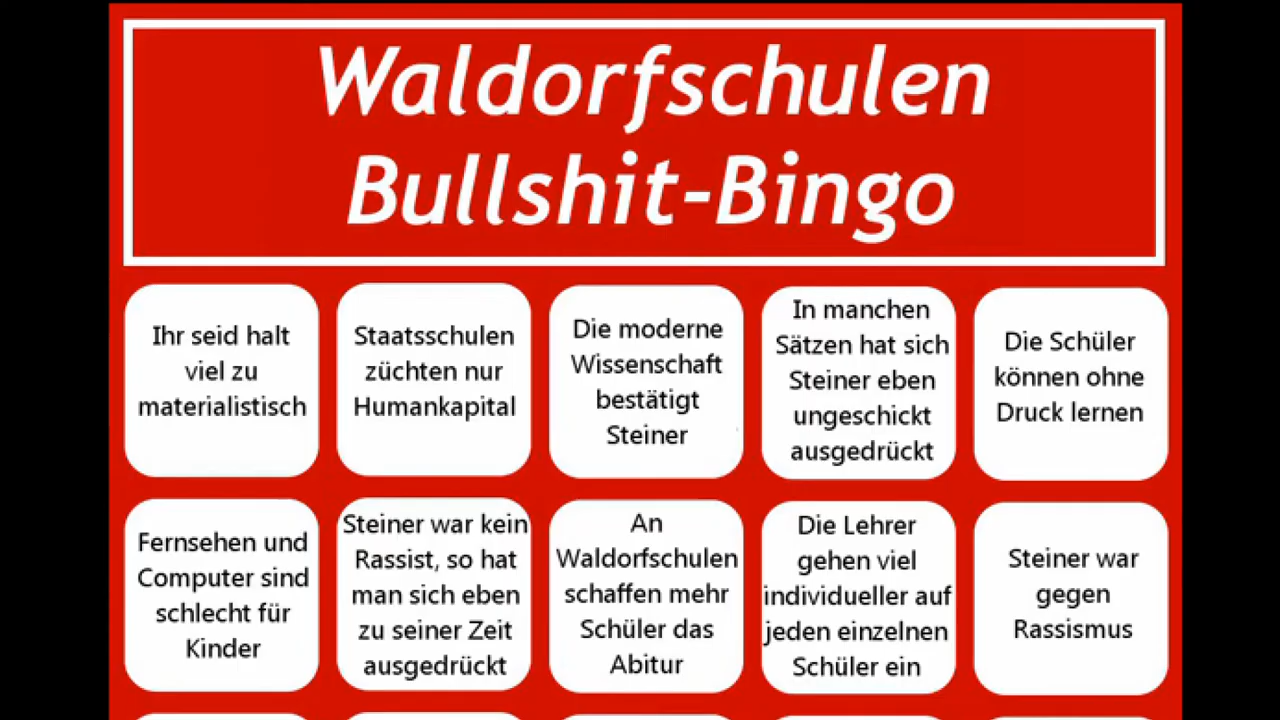 Waldorfschulen
Bullshit-Bingo
Ihr seid halt
viel zu
materialistisch
Staatsschulen
züchten nur
Humankapital
Die moderne
Wissenschaft
bestätigt
Steiner
In manchen
Sätzen hat sich
Steiner eben
ungeschickt
ausgedrückt
Die Schüler
können ohne
Druck lernen
Fernsehen und
Computer sind
schlecht für
Kinder
Steiner war kein
Rassist, so hat
man sich eben
zu seiner Zeit
ausgedrückt
An
Waldorfschulen
schaffen mehr
Schüler das
Abitur
Die Lehrer
gehen viel
individueller auf
jeden einzelnen
Schüler ein
Steiner war
gegen
Rassismus